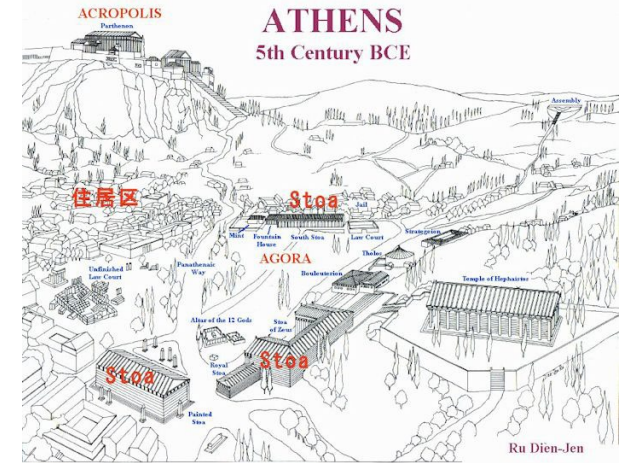 ATHENS
5th Century BCE
ACROPOLIS
Parthenon
Assembly
住居区
Stoa
Jail
Mint
Fountain
House
South Stoa
Law Court
Strategeion
Tholos
AGORA
Bouleuterion
Panathenaic
Way
Unfinished
Law Court
Temple of Hephaistos
Altar of the 12 Gods
Stoa
of Zeus
Stoa
Royal
Stoa
Stoa
Painted
Stoa
Ru Dien-Jen